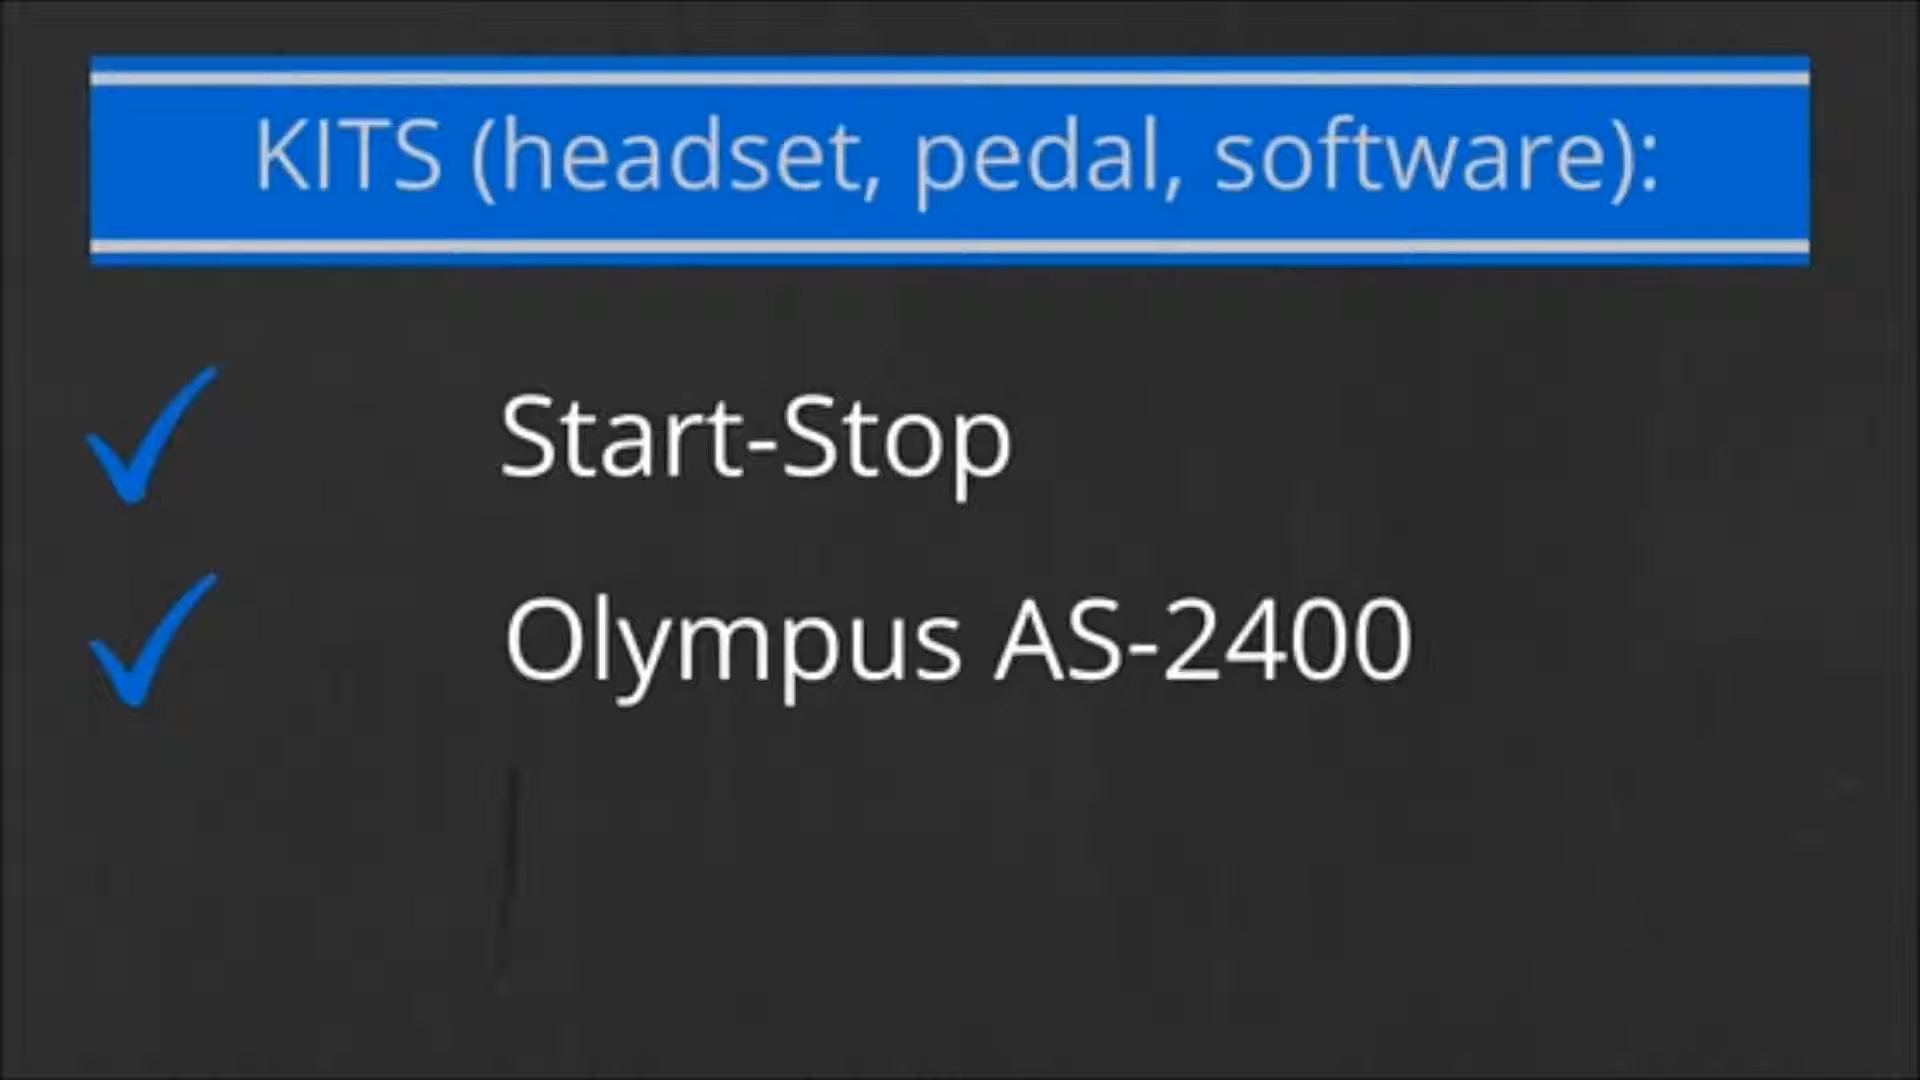 KITS (headset, pedal, software):
Start-Stop
Olympus AS-2400